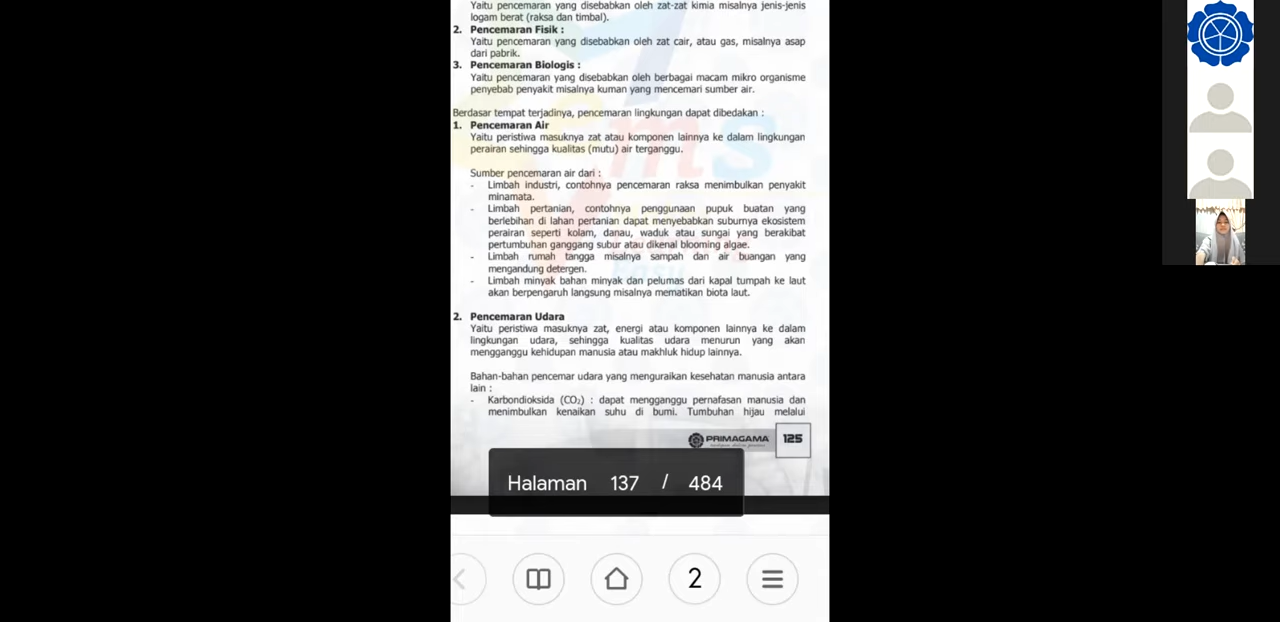 Yaitu pencemaran yang disebabkan oleh zat-zat kimia misalnya jenis-jenis
logam berat (raksa dan timbal).
2. Pencemaran Fisik :
Yaitu pencemaran yang disebabkan oleh zat cair, atau gas, misalnya asap
dari pabrik.
3. Pencemaran Biologis :
Yaitu pencemaran yang disebabkan oleh berbagai macam mikro organisme
penyebab penyakit misalnya kuman yang mencemari sumber air.
Berdasar tempat terjadinya, pencemaran lingkungan dapat dibedakan :
1. Pencemaran Air
Yaitu peristiwa masuknya zat atau komponen lainnya ke dalam lingkungan
perairan sehingga kualitas (mutu) air terganggu.
Sumber pencemaran air dari :
- Limbah industri, contohnya pencemaran raksa menimbulkan penyakit
minamata.
- Limbah pertanian, contohnya penggunaan pupuk buatan yang
berlebihan di lahan pertanian dapat menyebabkan suburnya ekosistem
perairan seperti kolam, danau, waduk atau sungai yang berakibat
pertumbuhan ganggang subur atau dikenal blooming algae.
- Limbah rumah tangga misalnya sampah dan air buangan yang
mengandung detergen.
- Limbah minyak bahan minyak dan pelumas dari kapal tumpah ke laut
akan berpengaruh langsung misalnya mematikan biota laut.
2. Pencemaran Udara
Yaitu peristiwa masuknya zat, energi atau komponen lainnya ke dalam
lingkungan udara, sehingga kualitas udara menurun yang akan
mengganggu kehidupan manusia atau makhluk hidup lainnya.
Bahan-bahan pencemar udara yang menguraikan kesehatan manusia antara
lain :
- Karbondioksida (CO₂) : dapat mengganggu pernafasan manusia dan
menimbulkan kenaikan suhu di bumi. Tumbuhan hijau melalui
PRIMAGAMA 125
Halaman 137 / 484
2